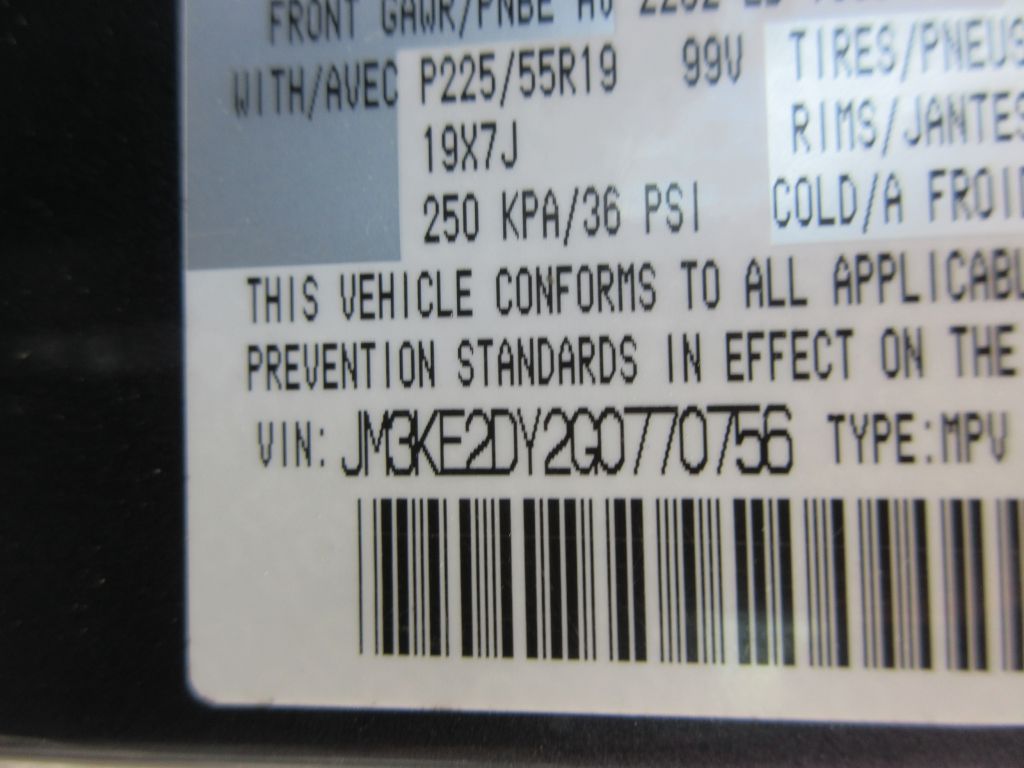 FRONT GAWR/PNBE AV
WITH/AVEC P225/55R19 99V TIRES/PNEUS
19X7J RIMS/JANTES
250 KPA/36 PSI COLD/A FROID
THIS VEHICLE CONFORMS TO ALL APPLICABL
PREVENTION STANDARDS IN EFFECT ON THE
VIN: JM3KE2DY2G0770756 TYPE:MPV